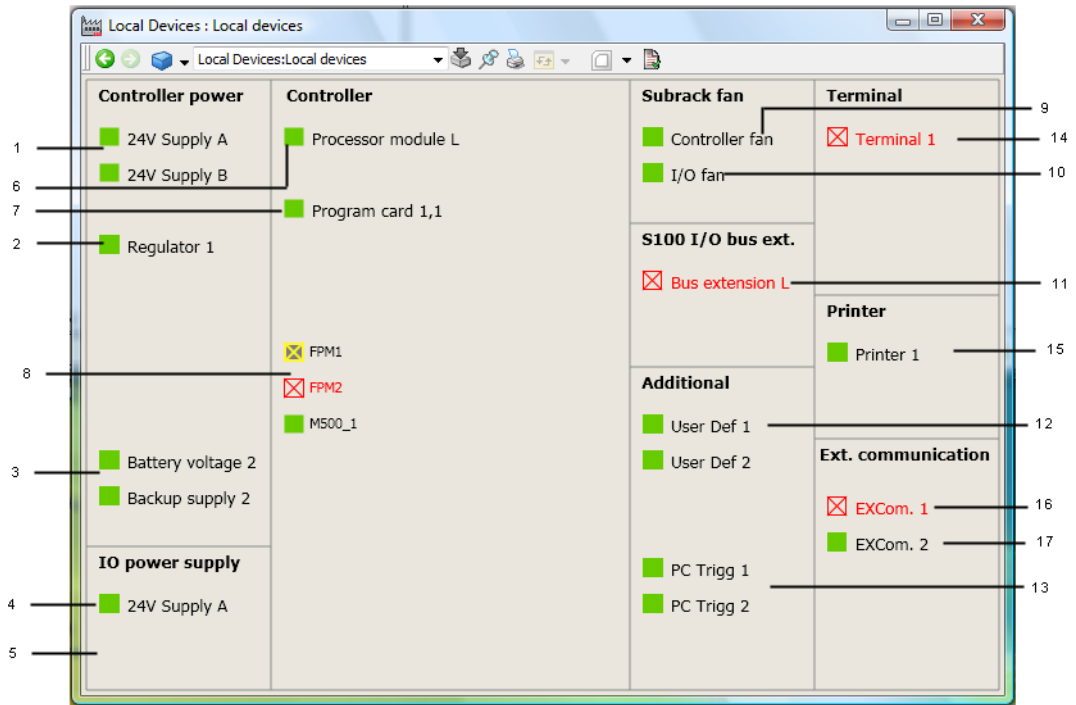 Local Devices : Local devices
Local Devices:Local devices
Controller power
24V Supply A
24V Supply B
Regulator 1
Battery voltage 2
Backup supply 2
IO power supply
24V Supply A
Controller
Processor module L
Program card 1,1
FPM1
FPM2
M500_1
Subrack fan
Controller fan
I/O fan
S100 I/O bus ext.
Bus extension L
Additional
User Def 1
User Def 2
PC Trigg 1
PC Trigg 2
Terminal
Terminal 1
Printer
Printer 1
Ext. communication
EXCom. 1
EXCom. 2
1
6
7
2
8
3
4
5
9
14
10
11
15
12
16
17
13